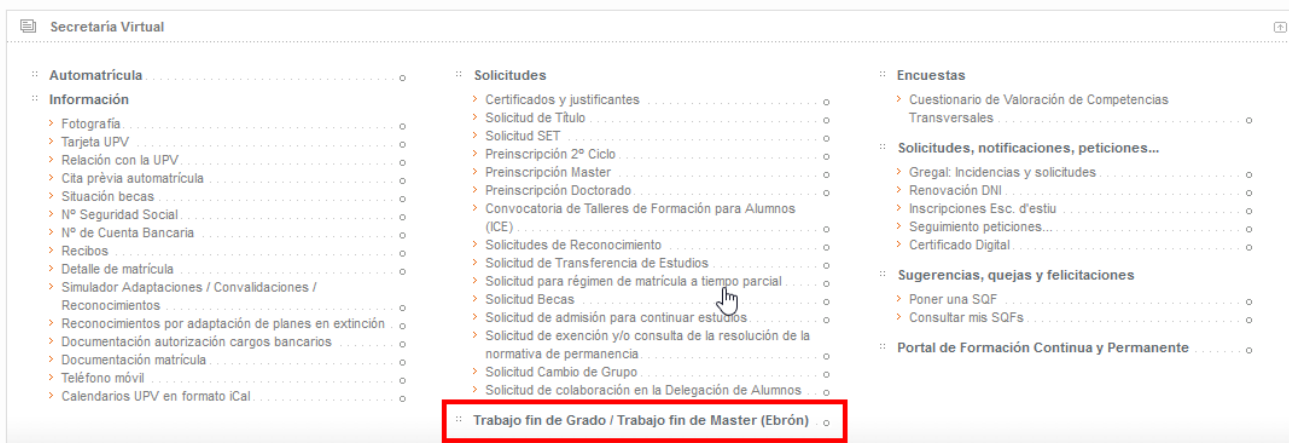 Secretaría Virtual
Automatrícula
Información
Fotografía
Tarjeta UPV
Relación con la UPV
Cita prèvia automatrícula
Situación becas
Nº Seguridad Social
Nº de Cuenta Bancaria
Recibos
Detalle de matrícula
Simulador Adaptaciones / Convalidaciones /
Reconocimientos
Reconocimientos por adaptación de planes en extinción
Documentación autorización cargos bancarios
Documentación matrícula
Teléfono móvil
Calendarios UPV en formato iCal
Solicitudes
Certificados y justificantes
Solicitud de Título
Solicitud SET
Preinscripción 2º Ciclo
Preinscripción Master
Preinscripción Doctorado
Convocatoria de Talleres de Formación para Alumnos
(ICE)
Solicitudes de Reconocimiento
Solicitud de Transferencia de Estudios
Solicitud para régimen de matrícula a tiempo parcial
Solicitud Becas
Solicitud de admisión para continuar estudios
Solicitud de exención y/o consulta de la resolución de la
normativa de permanencia
Solicitud Cambio de Grupo
Solicitud de colaboración en la Delegación de Alumnos
Trabajo fin de Grado / Trabajo fin de Master (Ebrón)
Encuestas
Cuestionario de Valoración de Competencias
Transversales
Solicitudes, notificaciones, peticiones...
Gregal: Incidencias y solicitudes
Renovación DNI
Inscripciones Esc. d'estiu
Seguimiento peticiones...
Certificado Digital
Sugerencias, quejas y felicitaciones
Poner una SQF
Consultar mis SQFs
Portal de Formación Continua y Permanente